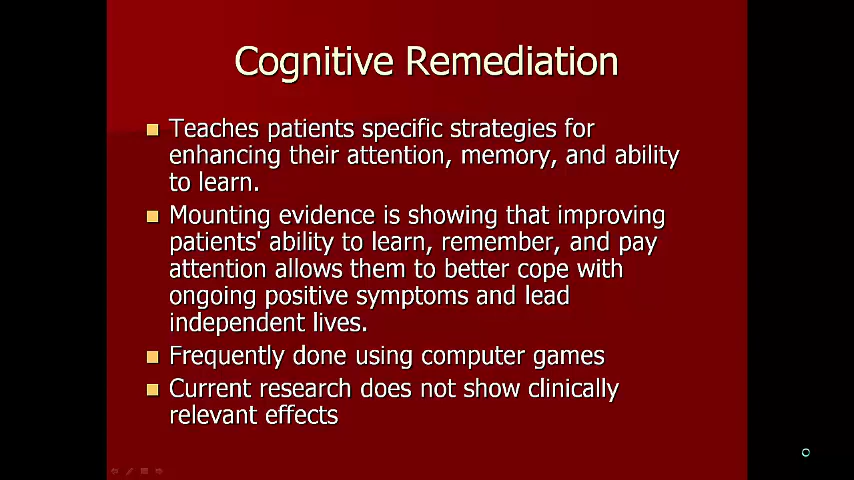 Cognitive Remediation
Teaches patients specific strategies for
enhancing their attention, memory, and ability
to learn.
Mounting evidence is showing that improving
patients' ability to learn, remember, and pay
attention allows them to better cope with
ongoing positive symptoms and lead
independent lives.
Frequently done using computer games
Current research does not show clinically
relevant effects